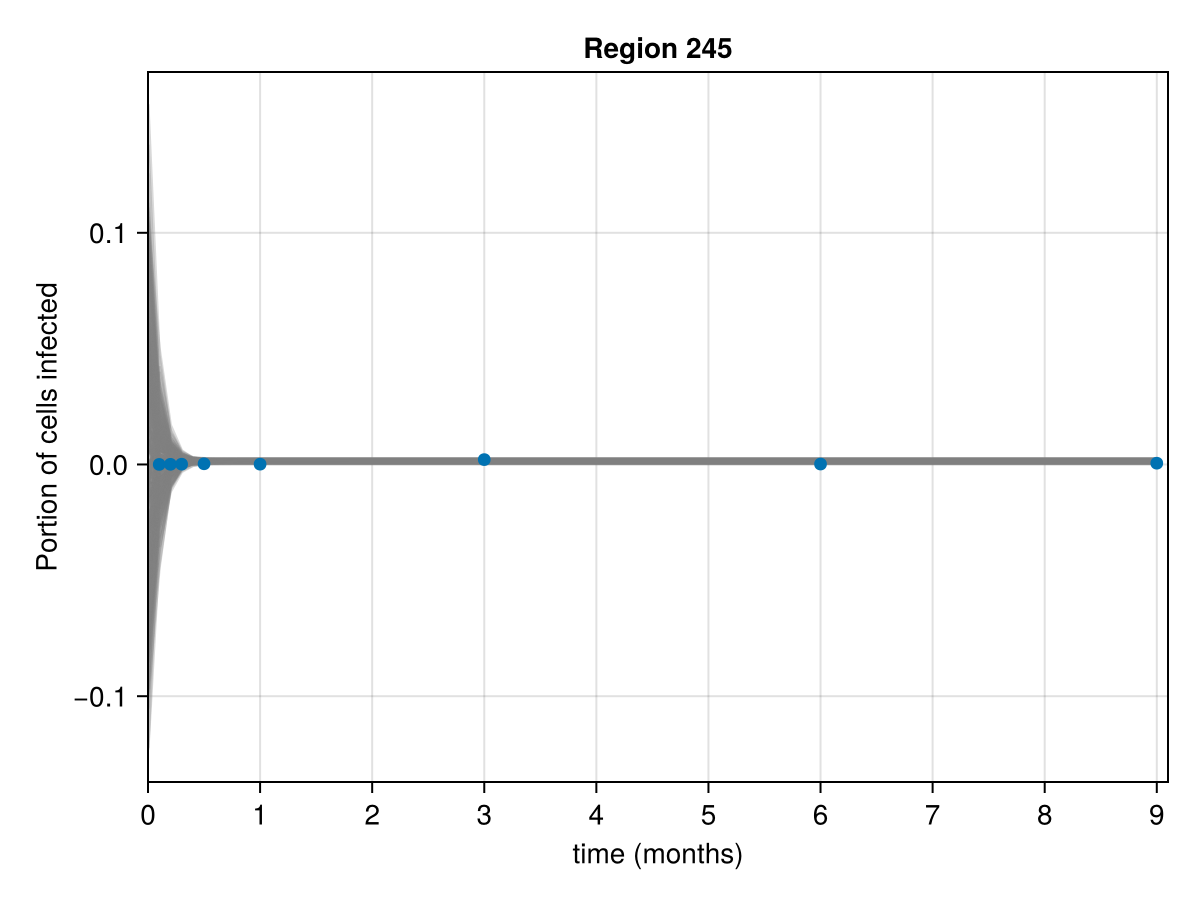 Region 245
Portion of cells infected
0.1
0.0
−0.1
0 1 2 3 4 5 6 7 8 9
time (months)